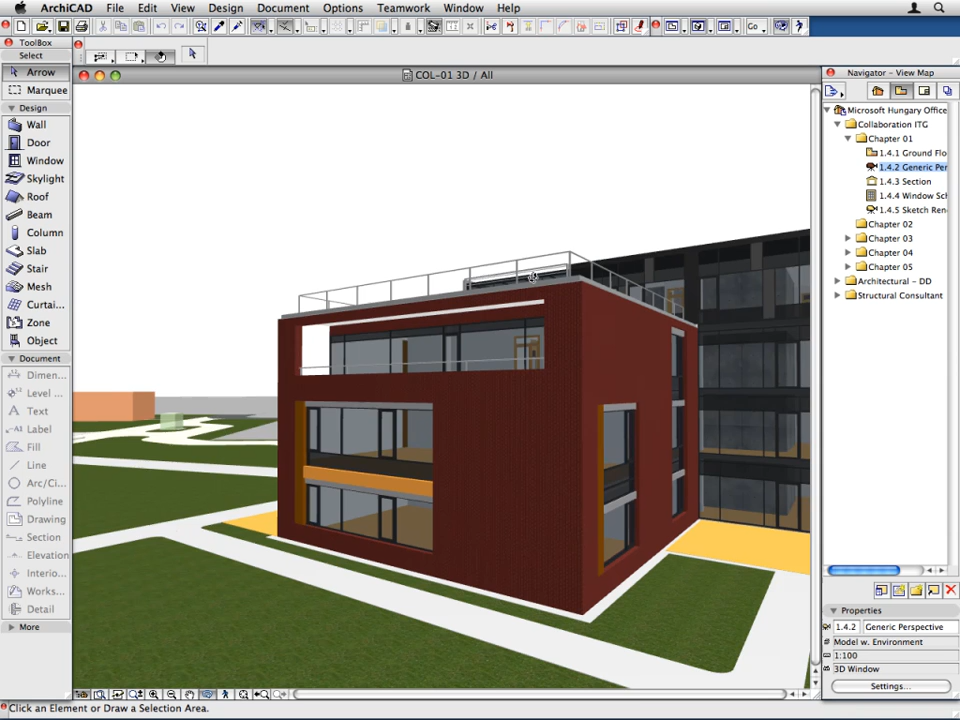 ArchiCAD File Edit View Design Document Options Teamwork Window Help
Go
ToolBox
Select
COL-01 3D / All
Navigator - View Map
Arrow
Marquee
Design
Wall
Door
Window
Skylight
Roof
Beam
Column
Slab
Stair
Mesh
Curtai...
Zone
Object
Document
Dimen...
Level ...
Text
Label
Fill
Line
Arc/Ci...
Polyline
Drawing
Section
Elevation
Interio...
Works...
Detail
More
Microsoft Hungary Office
Collaboration ITG
Chapter 01
1.4.1 Ground Flo
1.4.2 Generic Per
1.4.3 Section
1.4.4 Window Sch
1.4.5 Sketch Ren
Chapter 02
Chapter 03
Chapter 04
Chapter 05
Architectural - DD
Structural Consultant
Properties
1.4.2 Generic Perspective
Model w. Environment
1:100
3D Window
Settings...
Click an Element or Draw a Selection Area.